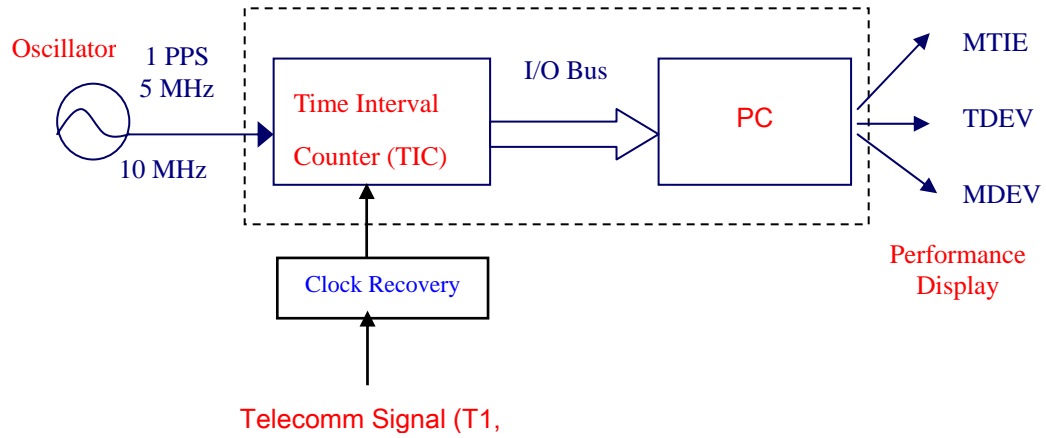 Oscillator
1 PPS
5 MHz
10 MHz
Time Interval
Counter (TIC)
I/O Bus
PC
MTIE
TDEV
MDEV
Performance
Display
Clock Recovery
Telecomm Signal (T1,